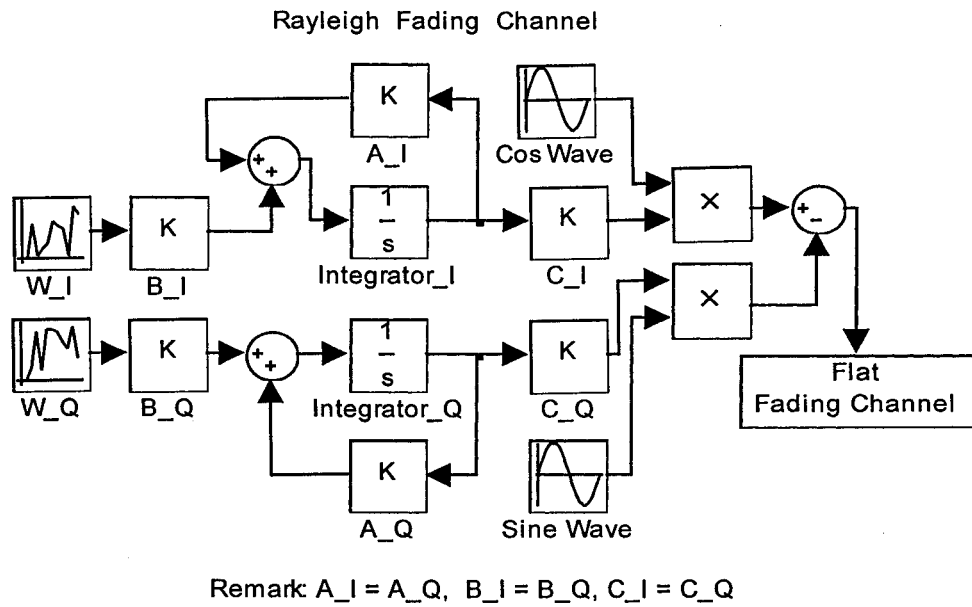 Rayleigh Fading Channel
K
A_I
Cos Wave
+
+
W_I
K
B_I
1
s
Integrator_I
K
C_I
×
+
−
W_Q
K
B_Q
+
+
1
s
Integrator_Q
K
C_Q
×
Flat
Fading Channel
K
A_Q
Sine Wave
Remark: A_I = A_Q, B_I = B_Q, C_I = C_Q